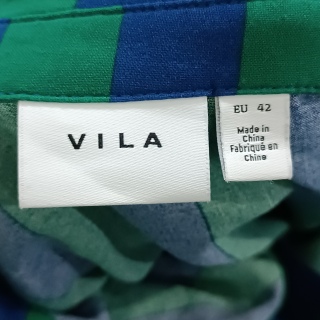 VILA
EU 42
Made in
China
Fabriqué en
Chine